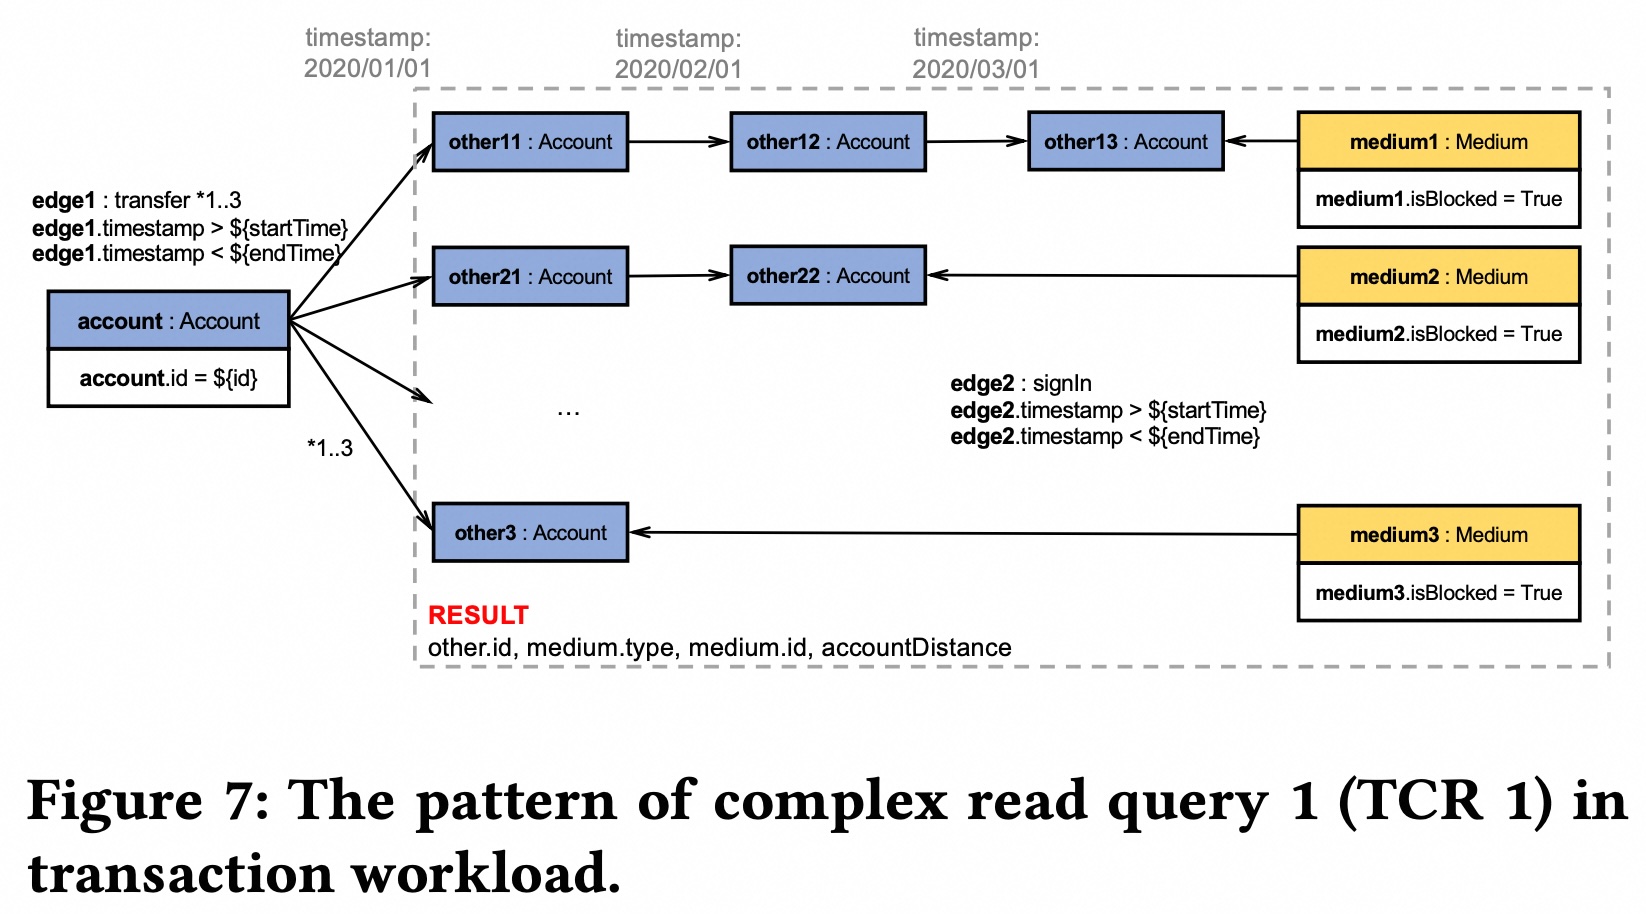 timestamp:
2020/01/01
timestamp:
2020/02/01
timestamp:
2020/03/01
edge1 : transfer *1..3
edge1.timestamp > ${startTime}
edge1.timestamp < ${endTime}
account : Account
account.id = ${id}
*1..3
other11 : Account
other12 : Account
other13 : Account
medium1 : Medium
medium1.isBlocked = True
other21 : Account
other22 : Account
medium2 : Medium
medium2.isBlocked = True
...
edge2 : signIn
edge2.timestamp > ${startTime}
edge2.timestamp < ${endTime}
other3 : Account
medium3 : Medium
medium3.isBlocked = True
RESULT
other.id, medium.type, medium.id, accountDistance
Figure 7: The pattern of complex read query 1 (TCR 1) in
transaction workload.